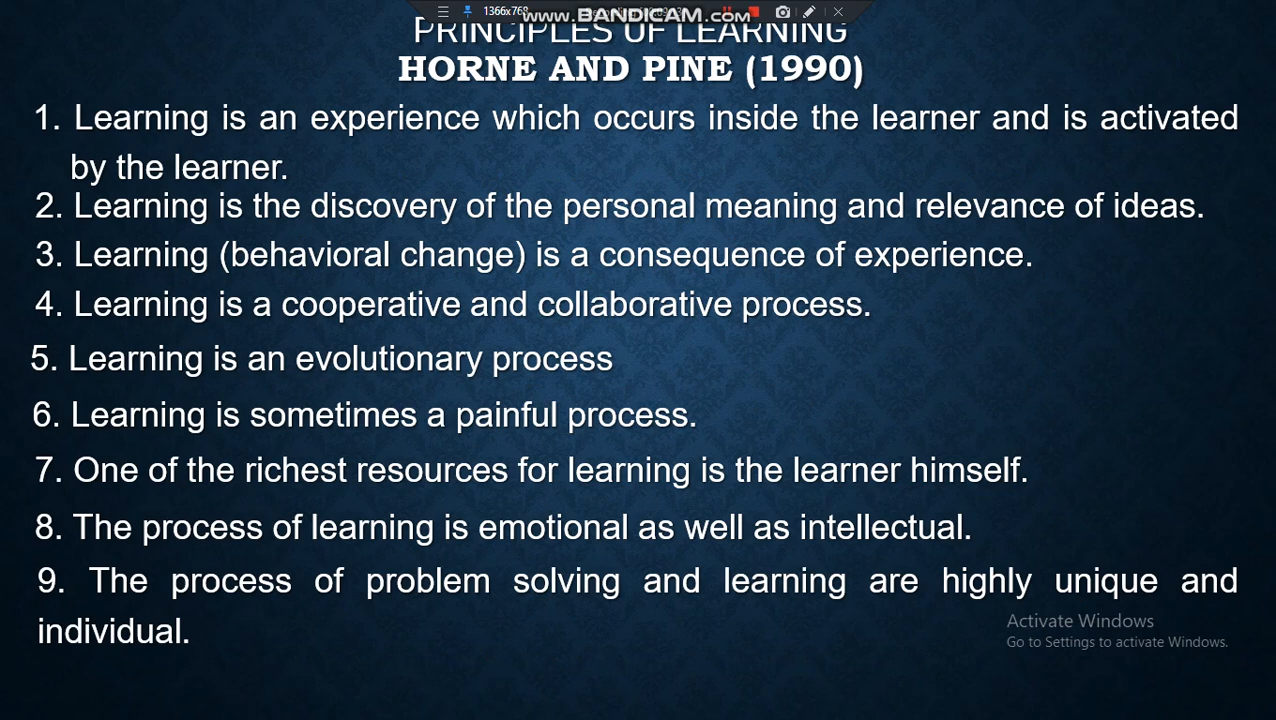 1366x768
www.BANDICAM.com
PRINCIPLES OF LEARNING
HORNE AND PINE (1990)
1. Learning is an experience which occurs inside the learner and is activated
by the learner.
2. Learning is the discovery of the personal meaning and relevance of ideas.
3. Learning (behavioral change) is a consequence of experience.
4. Learning is a cooperative and collaborative process.
5. Learning is an evolutionary process
6. Learning is sometimes a painful process.
7. One of the richest resources for learning is the learner himself.
8. The process of learning is emotional as well as intellectual.
9. The process of problem solving and learning are highly unique and
individual.
Activate Windows
Go to Settings to activate Windows.